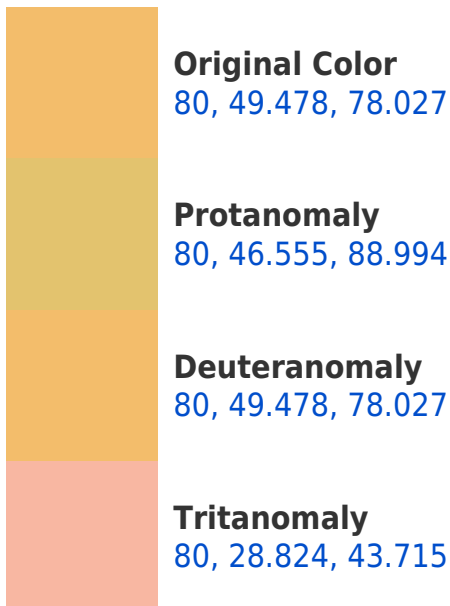 Original Color
80, 49.478, 78.027
Protanomaly
80, 46.555, 88.994
Deuteranomaly
80, 49.478, 78.027
Tritanomaly
80, 28.824, 43.715